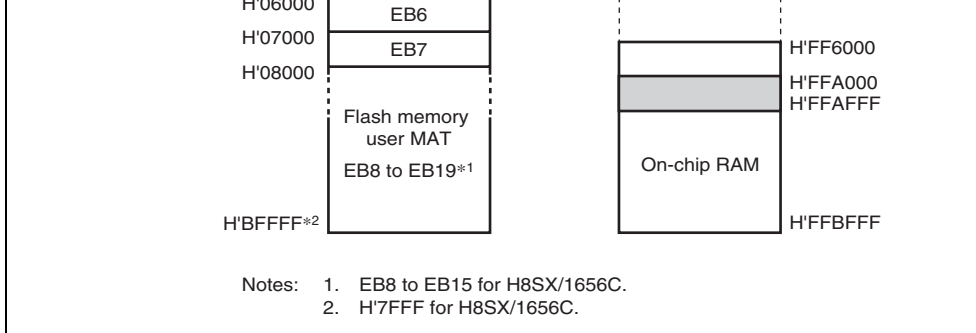 H'06000
EB6
H'07000
EB7
H'08000
Flash memory
user MAT
EB8 to EB19*1
H'BFFFF*2
H'FF6000
H'FFA000
H'FFAFFF
On-chip RAM
H'FFBFFF
Notes: 1. EB8 to EB15 for H8SX/1656C.
2. H'7FFF for H8SX/1656C.